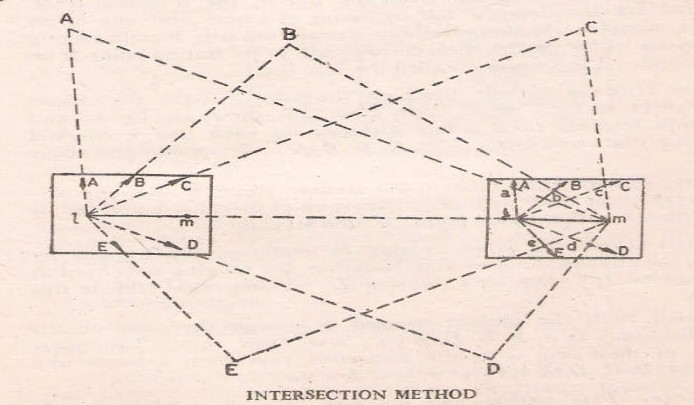 A
B
C
A B C
l m
E D
A B C
a b c
l m
e d
E D
E
D
INTERSECTION METHOD